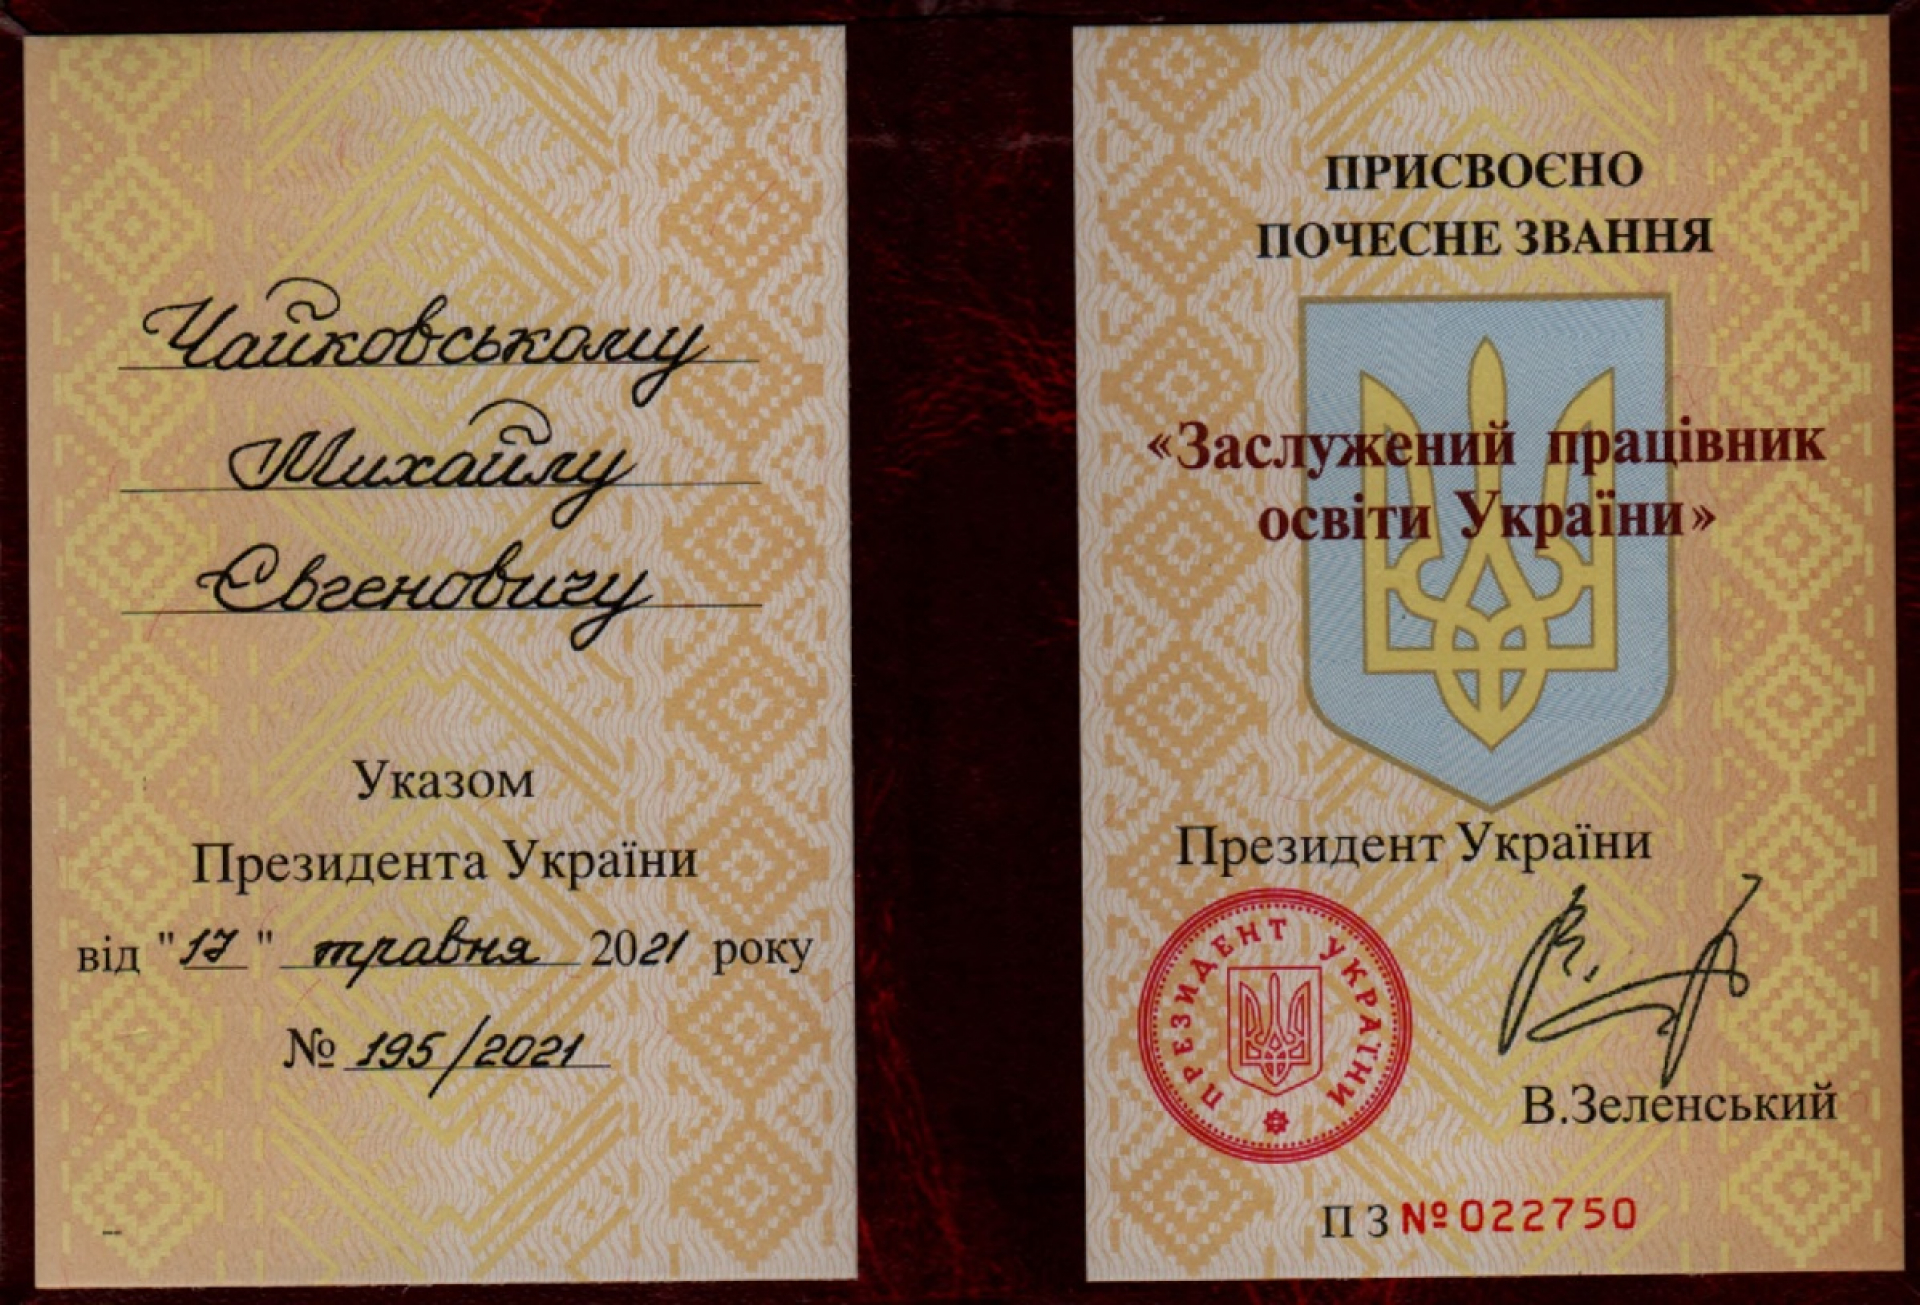 Чайковському
Михайлу
Євгеновичу
Указом
Президента України
від "17" травня 2021 року
№ 195/2021
ПРИСВОЄНО
ПОЧЕСНЕ ЗВАННЯ
«Заслужений працівник
освіти України»
Президент України
ПРЕЗИДЕНТ УКРАЇНИ
В.Зеленський
П З № 022750